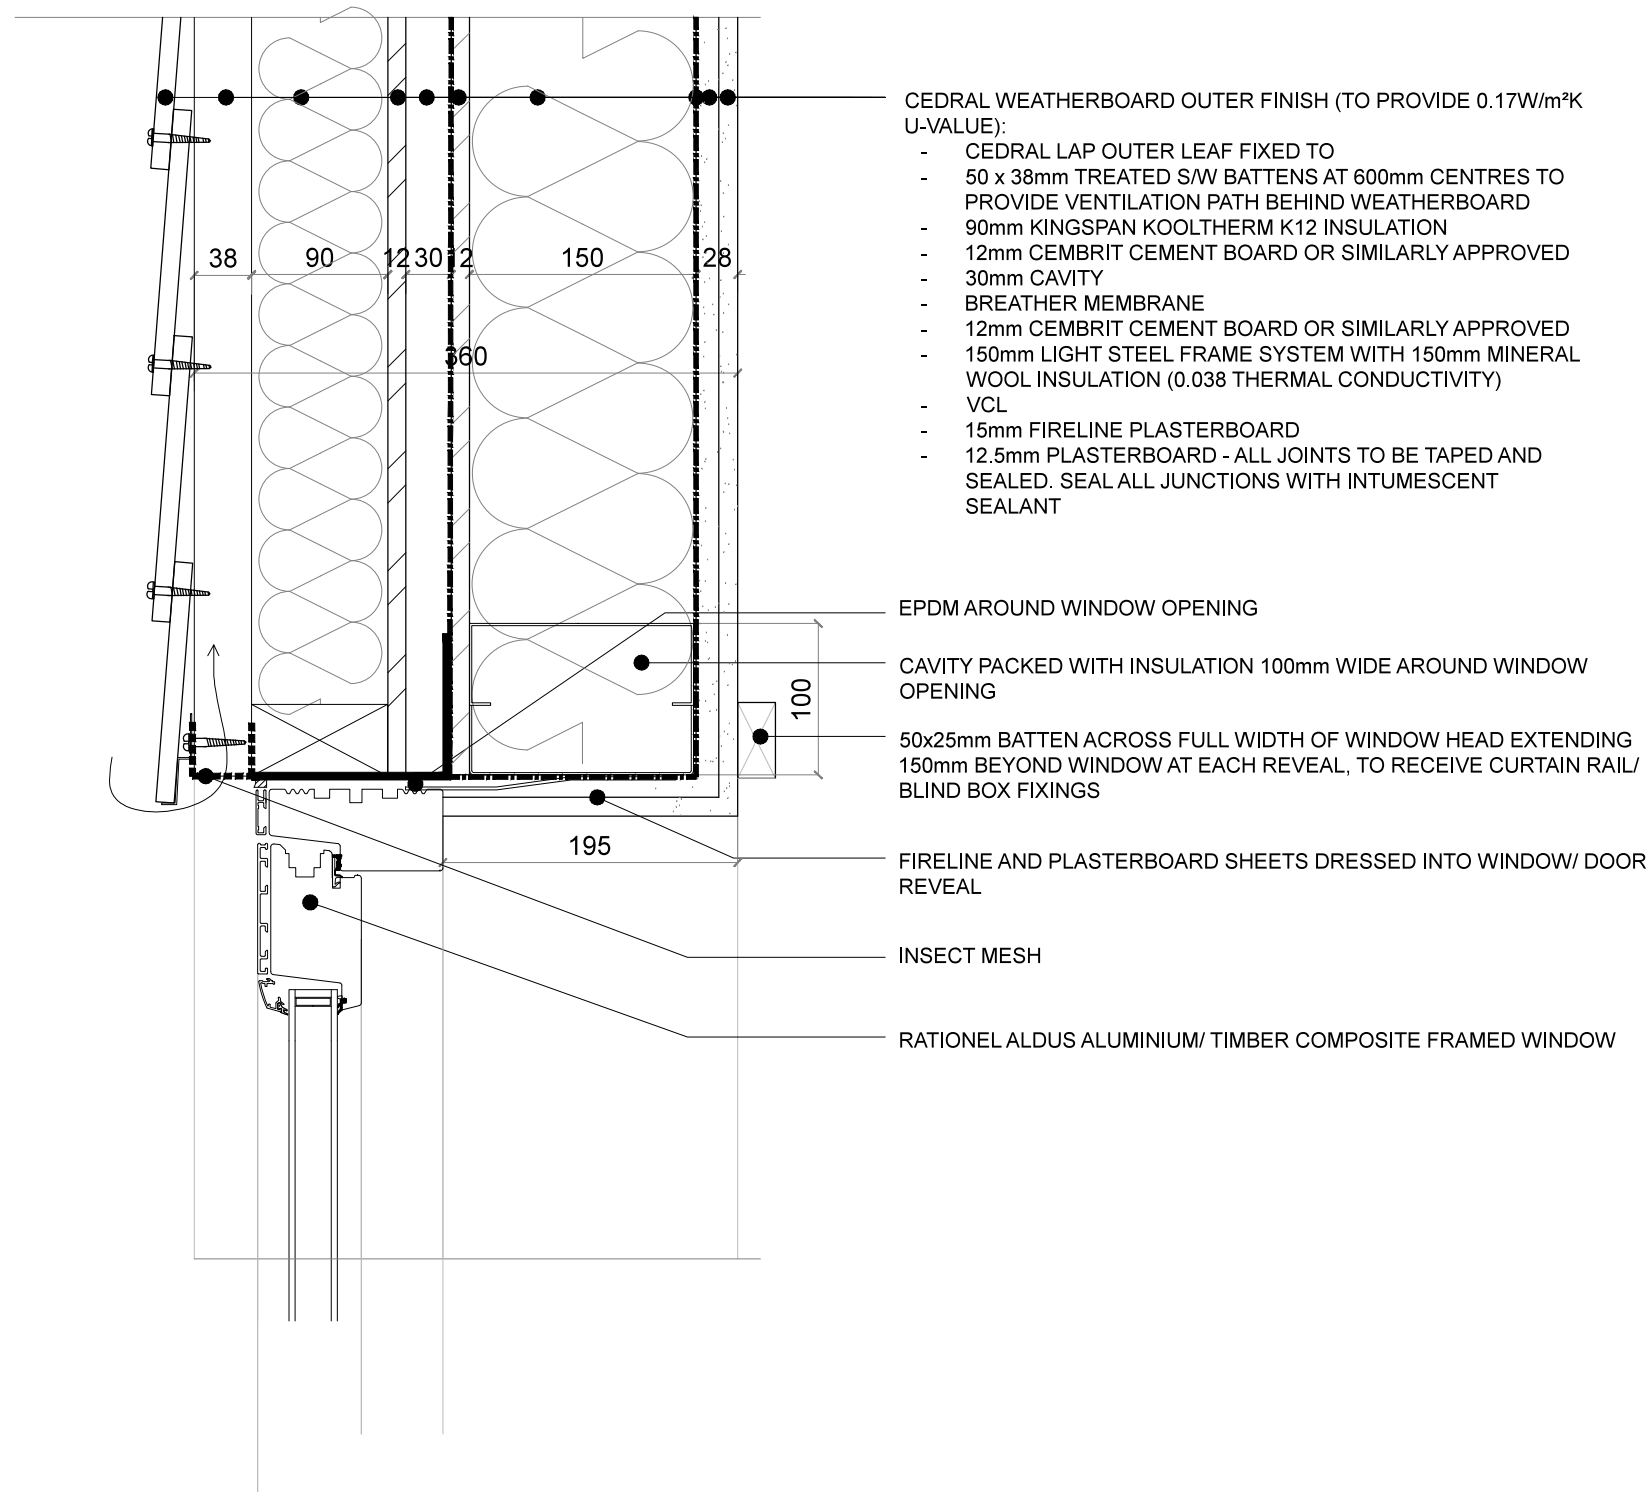 CEDRAL WEATHERBOARD OUTER FINISH (TO PROVIDE 0.17W/m²K
U-VALUE):
- CEDRAL LAP OUTER LEAF FIXED TO
- 50 x 38mm TREATED S/W BATTENS AT 600mm CENTRES TO
PROVIDE VENTILATION PATH BEHIND WEATHERBOARD
- 90mm KINGSPAN KOOLTHERM K12 INSULATION
- 12mm CEMBRIT CEMENT BOARD OR SIMILARLY APPROVED
- 30mm CAVITY
- BREATHER MEMBRANE
- 12mm CEMBRIT CEMENT BOARD OR SIMILARLY APPROVED
- 150mm LIGHT STEEL FRAME SYSTEM WITH 150mm MINERAL
WOOL INSULATION (0.038 THERMAL CONDUCTIVITY)
- VCL
- 15mm FIRELINE PLASTERBOARD
- 12.5mm PLASTERBOARD - ALL JOINTS TO BE TAPED AND
SEALED. SEAL ALL JUNCTIONS WITH INTUMESCENT
SEALANT
38 90 12 30 12 150 28
360
EPDM AROUND WINDOW OPENING
CAVITY PACKED WITH INSULATION 100mm WIDE AROUND WINDOW
OPENING
100
50x25mm BATTEN ACROSS FULL WIDTH OF WINDOW HEAD EXTENDING
150mm BEYOND WINDOW AT EACH REVEAL, TO RECEIVE CURTAIN RAIL/
BLIND BOX FIXINGS
195
FIRELINE AND PLASTERBOARD SHEETS DRESSED INTO WINDOW/ DOOR
REVEAL
INSECT MESH
RATIONEL ALDUS ALUMINIUM/ TIMBER COMPOSITE FRAMED WINDOW